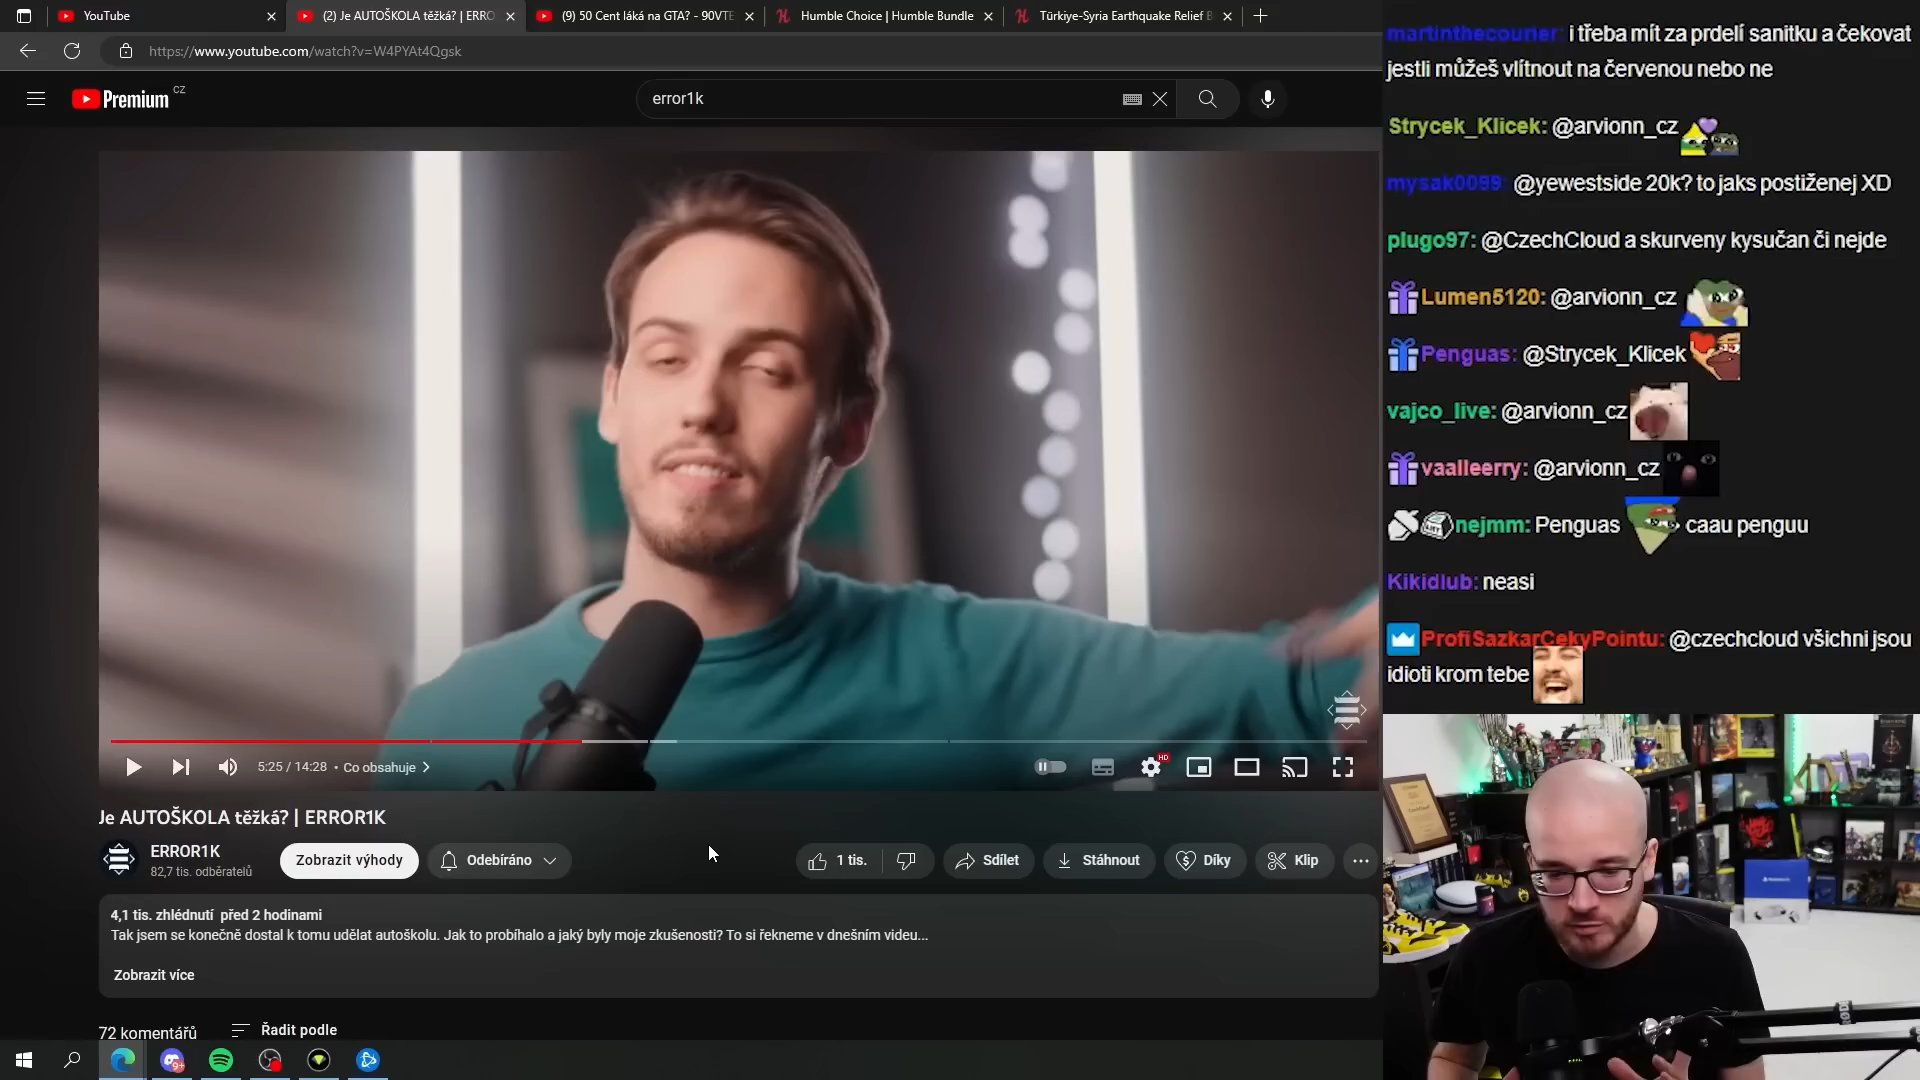 YouTube
(2) Je AUTOŠKOLA těžká? | ERRO
(9) 50 Cent láká na GTA? - 90VTE
Humble Choice | Humble Bundle
Türkiye-Syria Earthquake Relief B
https://www.youtube.com/watch?v=W4PYAt4Qgsk
Premium CZ
error1k
5:25 / 14:28 • Co obsahuje
HD
Je AUTOŠKOLA těžká? | ERROR1K
ERROR1K
82,7 tis. odběratelů
Zobrazit výhody
Odebíráno
1 tis.
Sdílet
Stáhnout
Díky
Klip
4,1 tis. zhlédnutí před 2 hodinami
Tak jsem se konečně dostal k tomu udělat autoškolu. Jak to probíhalo a jaký byly moje zkušenosti? To si řekneme v dnešním videu...
Zobrazit více
72 komentářů
Řadit podle
9+
martinthecourier: i třeba mít za prdelí sanitku a čekovat
jestli můžeš vlítnout na červenou nebo ne
Strycek_Klicek: @arvionn_cz
mysak0099: @yewestside 20k? to jaks postiženej XD
plugo97: @CzechCloud a skurveny kysučan či nejde
Lumen5120: @arvionn_cz
Penguas: @Strycek_Klicek
vajco_live: @arvionn_cz
vaalleerry: @arvionn_cz
nejmm: Penguas caau penguu
Kikidlub: neasi
ProfiSazkarCekyPointu: @czechcloud všichni jsou
idioti krom tebe